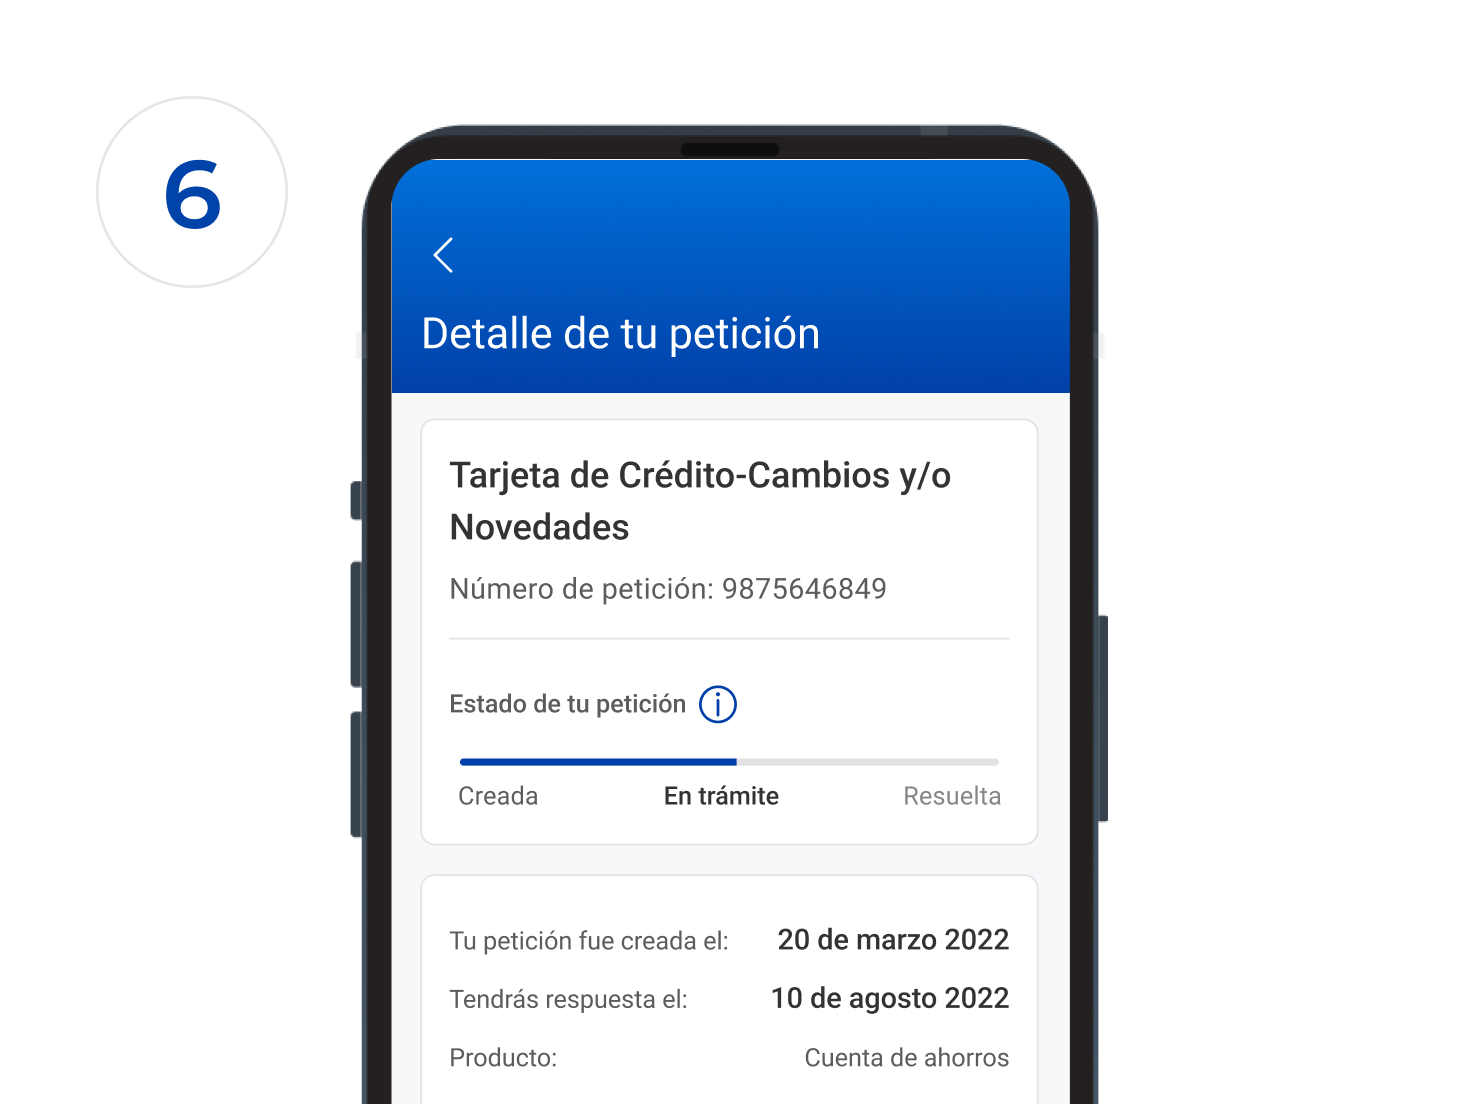 6
Detalle de tu petición
Tarjeta de Crédito-Cambios y/o
Novedades
Número de petición: 9875646849
Estado de tu petición i
Creada En trámite Resuelta
Tu petición fue creada el: 20 de marzo 2022
Tendrás respuesta el: 10 de agosto 2022
Producto: Cuenta de ahorros